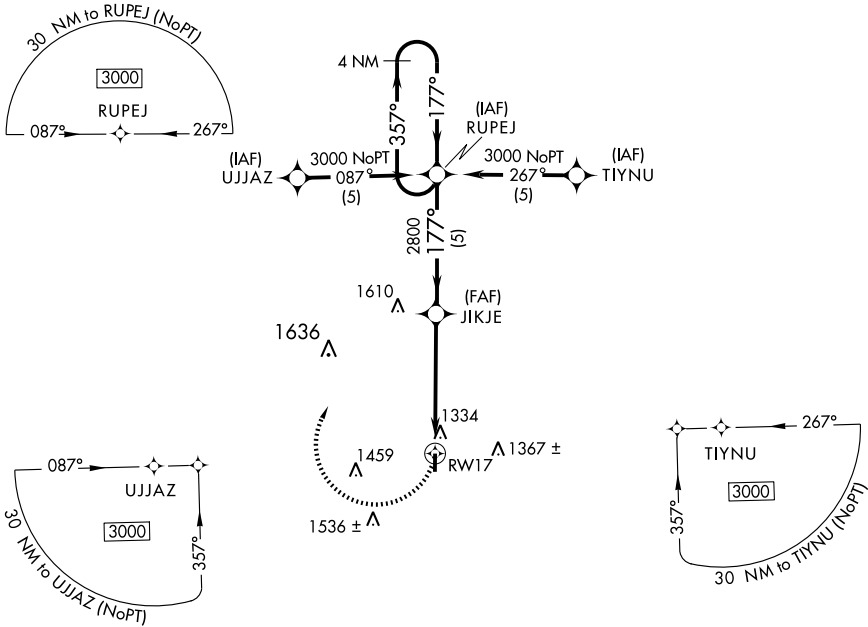 30 NM to RUPEJ (NoPT)
3000
RUPEJ
087°
267°
4 NM
357°
177°
(IAF)
RUPEJ
(IAF)
UJJAZ
3000 NoPT
087°
(5)
3000 NoPT
267°
(5)
(IAF)
TIYNU
2800
177°
(5)
1610
(FAF)
JIKJE
1636
1334
1459
RW17
1367 ±
1536 ±
087°
UJJAZ
3000
357°
30 NM to UJJAZ (NoPT)
267°
TIYNU
3000
357°
30 NM to TIYNU (NoPT)